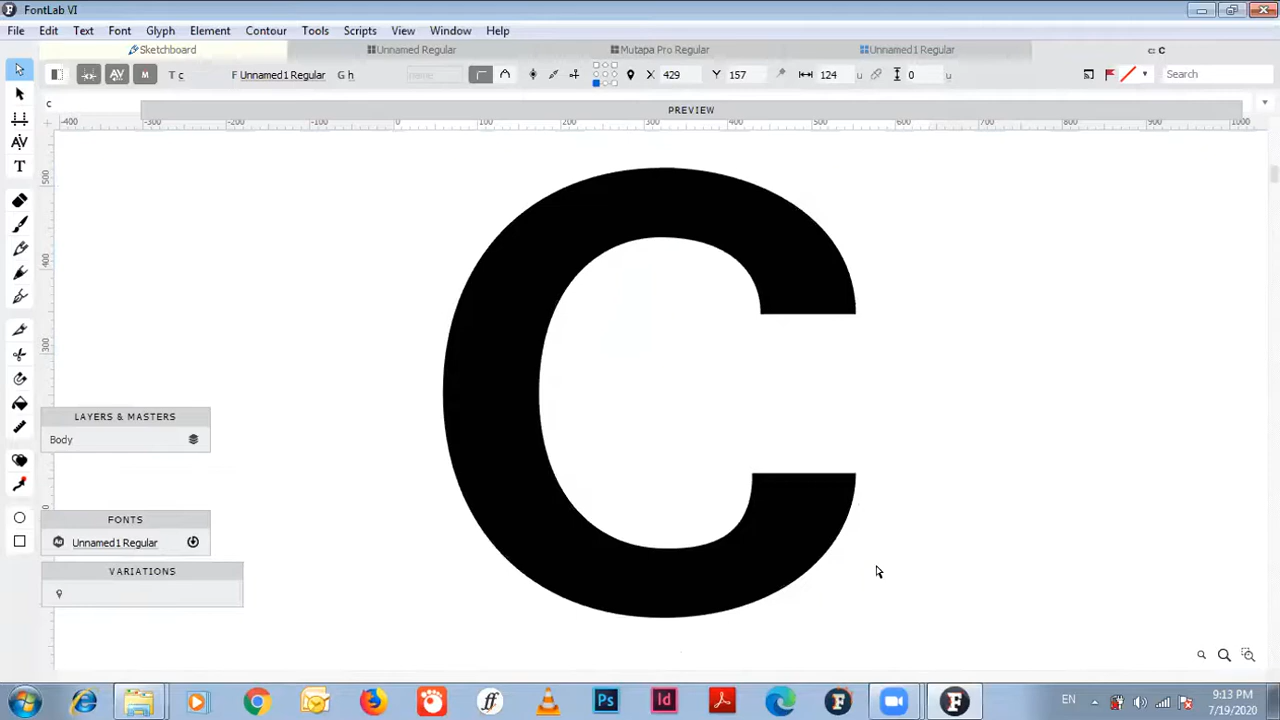 FontLab VI
File Edit Text Font Glyph Element Contour Tools Scripts View Window Help
Sketchboard Unnamed Regular Mutapa Pro Regular Unnamed1 Regular c: C
M T c F Unnamed1 Regular G h name X 429 Y 157 124 u 0 u Search
c
PREVIEW
-400 -300 -200 -100 0 100 200 300 400 500 600 700 800 900 1000
500
400
300
0
C
LAYERS & MASTERS
Body
FONTS
Unnamed1 Regular
VARIATIONS
EN 9:13 PM
7/19/2020